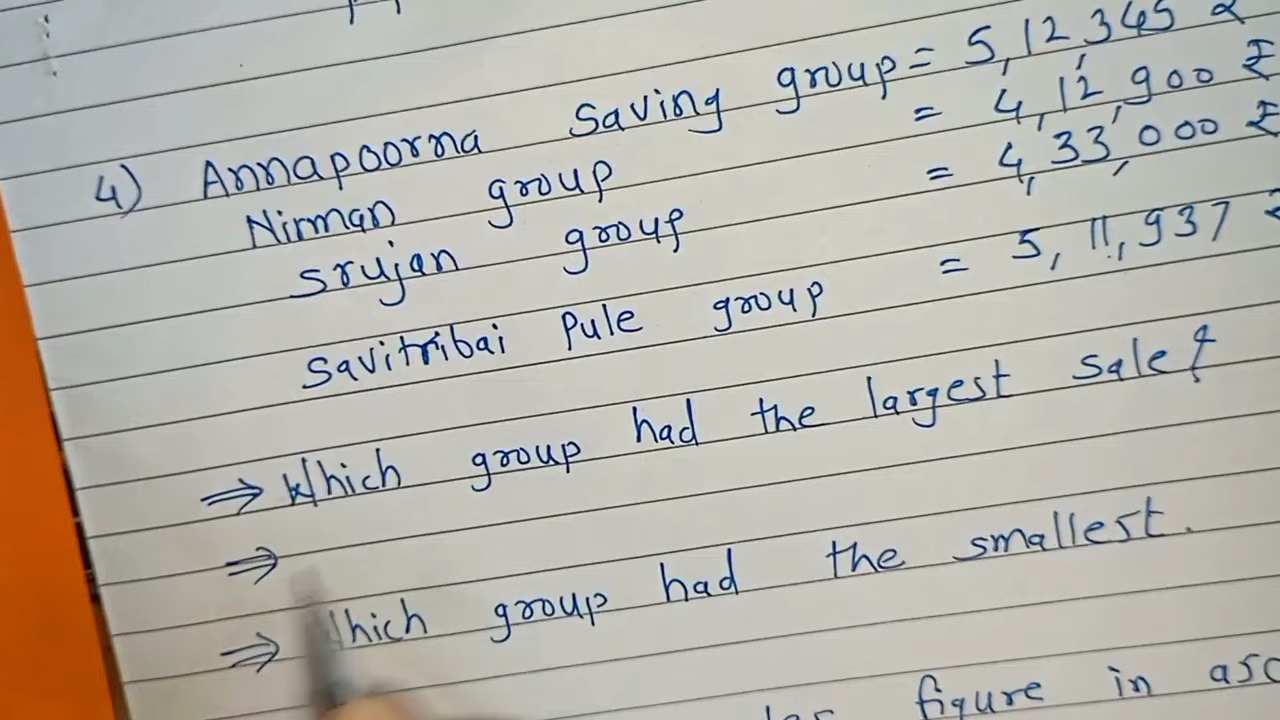 4) Annapoorna Saving group = 5,12,345 ₹
Nirman group = 4,12,900 ₹
Srujan group = 4,33,000 ₹
Savitribai Pule group = 5,11,937 ₹
⇒ Which group had the largest sale?
⇒
⇒ Which group had the smallest.
figure in asc